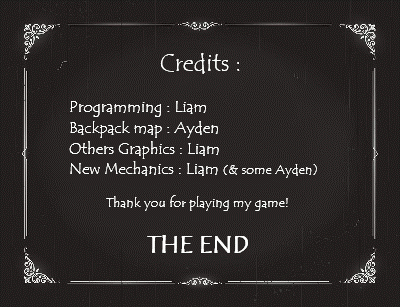 Credits :
Programming : Liam
Backpack map : Ayden
Others Graphics : Liam
New Mechanics : Liam (& some Ayden)
Thank you for playing my game!
THE END